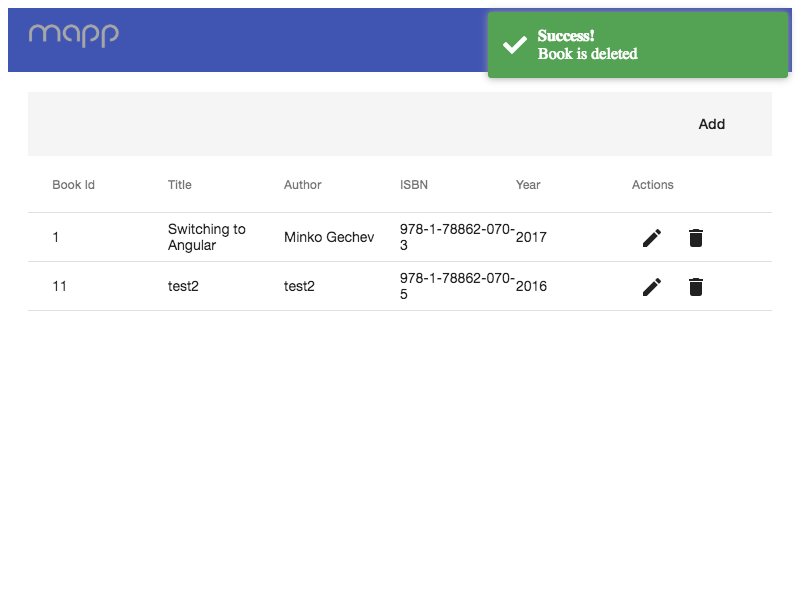 mapp
Success!
Book is deleted
Add
Book Id Title Author ISBN Year Actions
1 Switching to Angular Minko Gechev 978-1-78862-070-3 2017
11 test2 test2 978-1-78862-070-5 2016